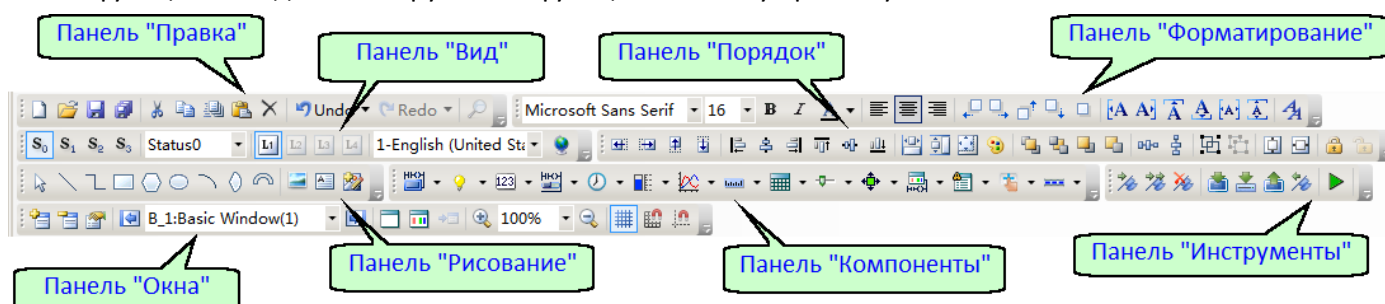 Панель "Правка"
Панель "Вид"
Панель "Порядок"
Панель "Форматирование"
Undo Redo Microsoft Sans Serif 16 B I A A A A A A A A
S0 S1 S2 S3 Status0 L1 L2 L3 L4 1-English (United Sta
123
B_1:Basic Window(1) 100%
Панель "Рисование"
Панель "Компоненты"
Панель "Инструменты"
Панель "Окна"